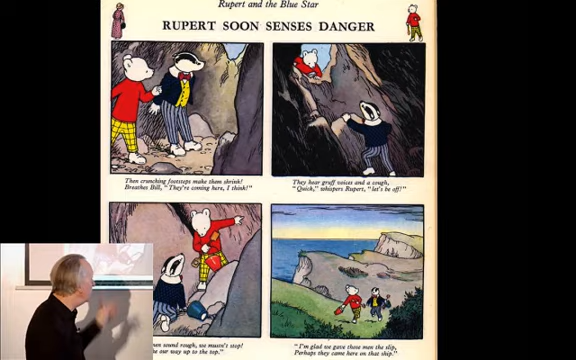 Rupert and the Blue Star
RUPERT SOON SENSES DANGER
Then crunching footsteps make them shrink!
Breathes Bill, "They're coming here, I think!"
They hear gruff voices and a cough,
"Quick," whispers Rupert, "let's be off!"
sound rough, we mustn't stop!
our way up to the top."
"I'm glad we gave those men the slip,
Perhaps they came here on that ship."